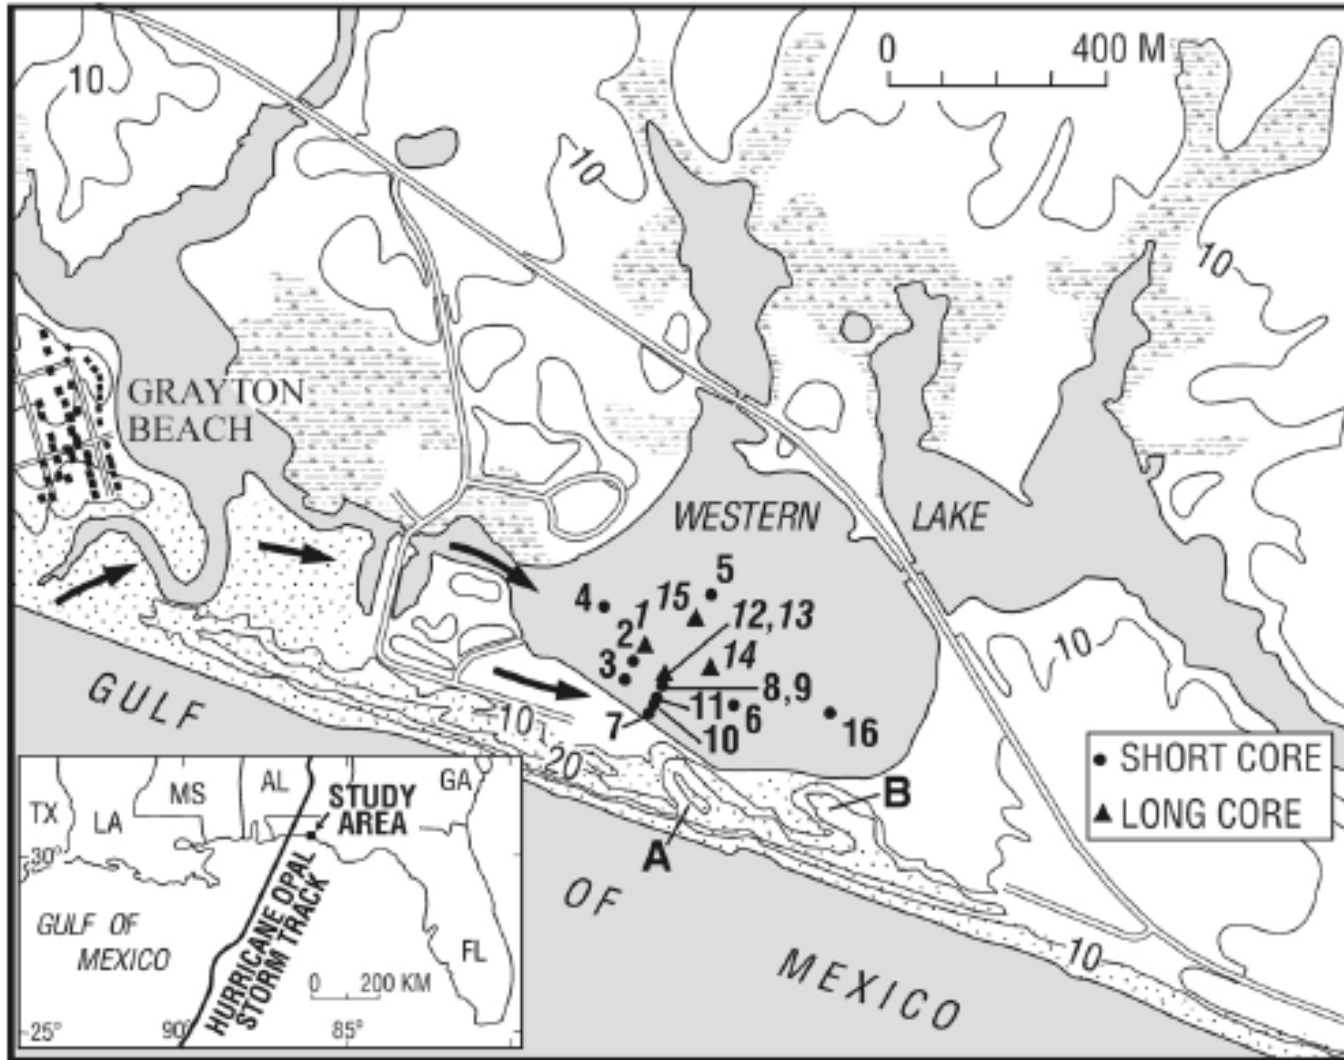 0 400 M
10
10
10
GRAYTON
BEACH
WESTERN LAKE
5
4
15
12,13
1
2
3
14
10
8,9
11
6
7
10
16
GULF
10
20
B
A
OF
MEXICO
10
SHORT CORE
LONG CORE
TX
LA
MS
AL
GA
STUDY
AREA
30°
GULF OF
MEXICO
HURRICANE OPAL
STORM TRACK
FL
0 200 KM
25°
90°
85°